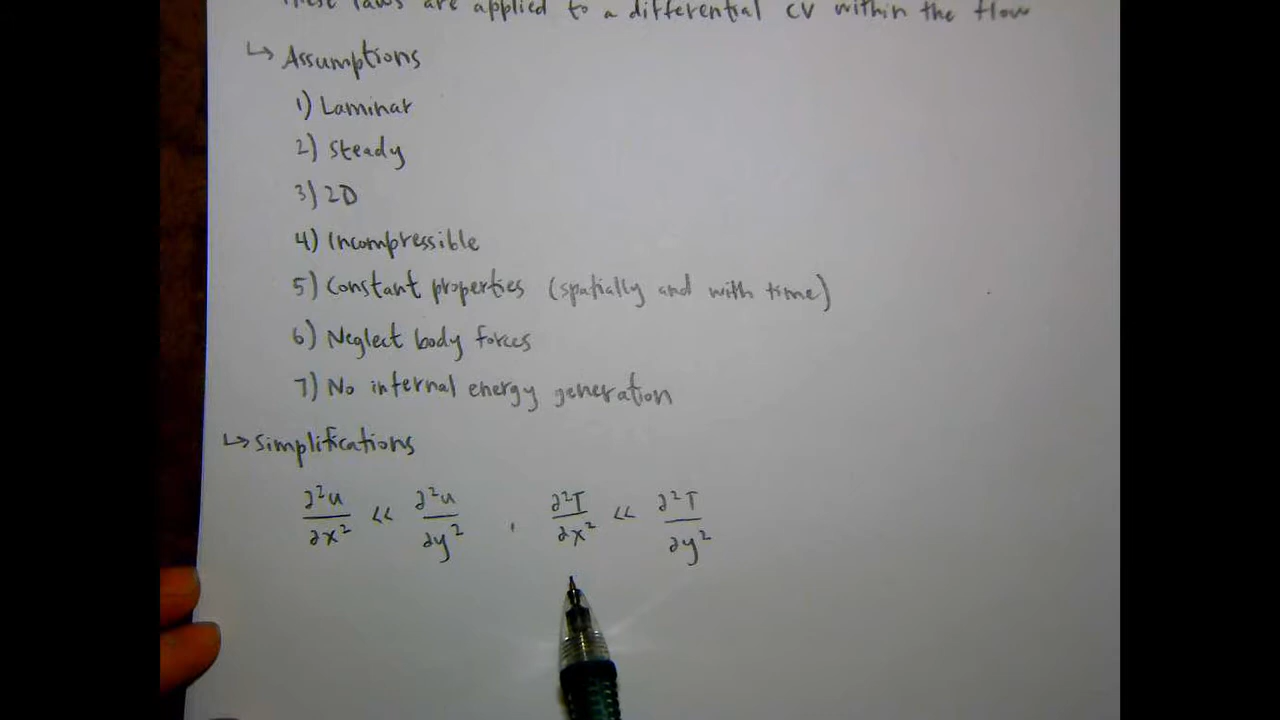 These laws are applied to a differential CV within the flow
↳ Assumptions
1) Laminar
2) Steady
3) 2D
4) Incompressible
5) Constant properties (spatially and with time)
6) Neglect body forces
7) No internal energy generation
↳ Simplifications
∂²u/∂x² << ∂²u/∂y² , ∂²T/∂x² << ∂²T/∂y²